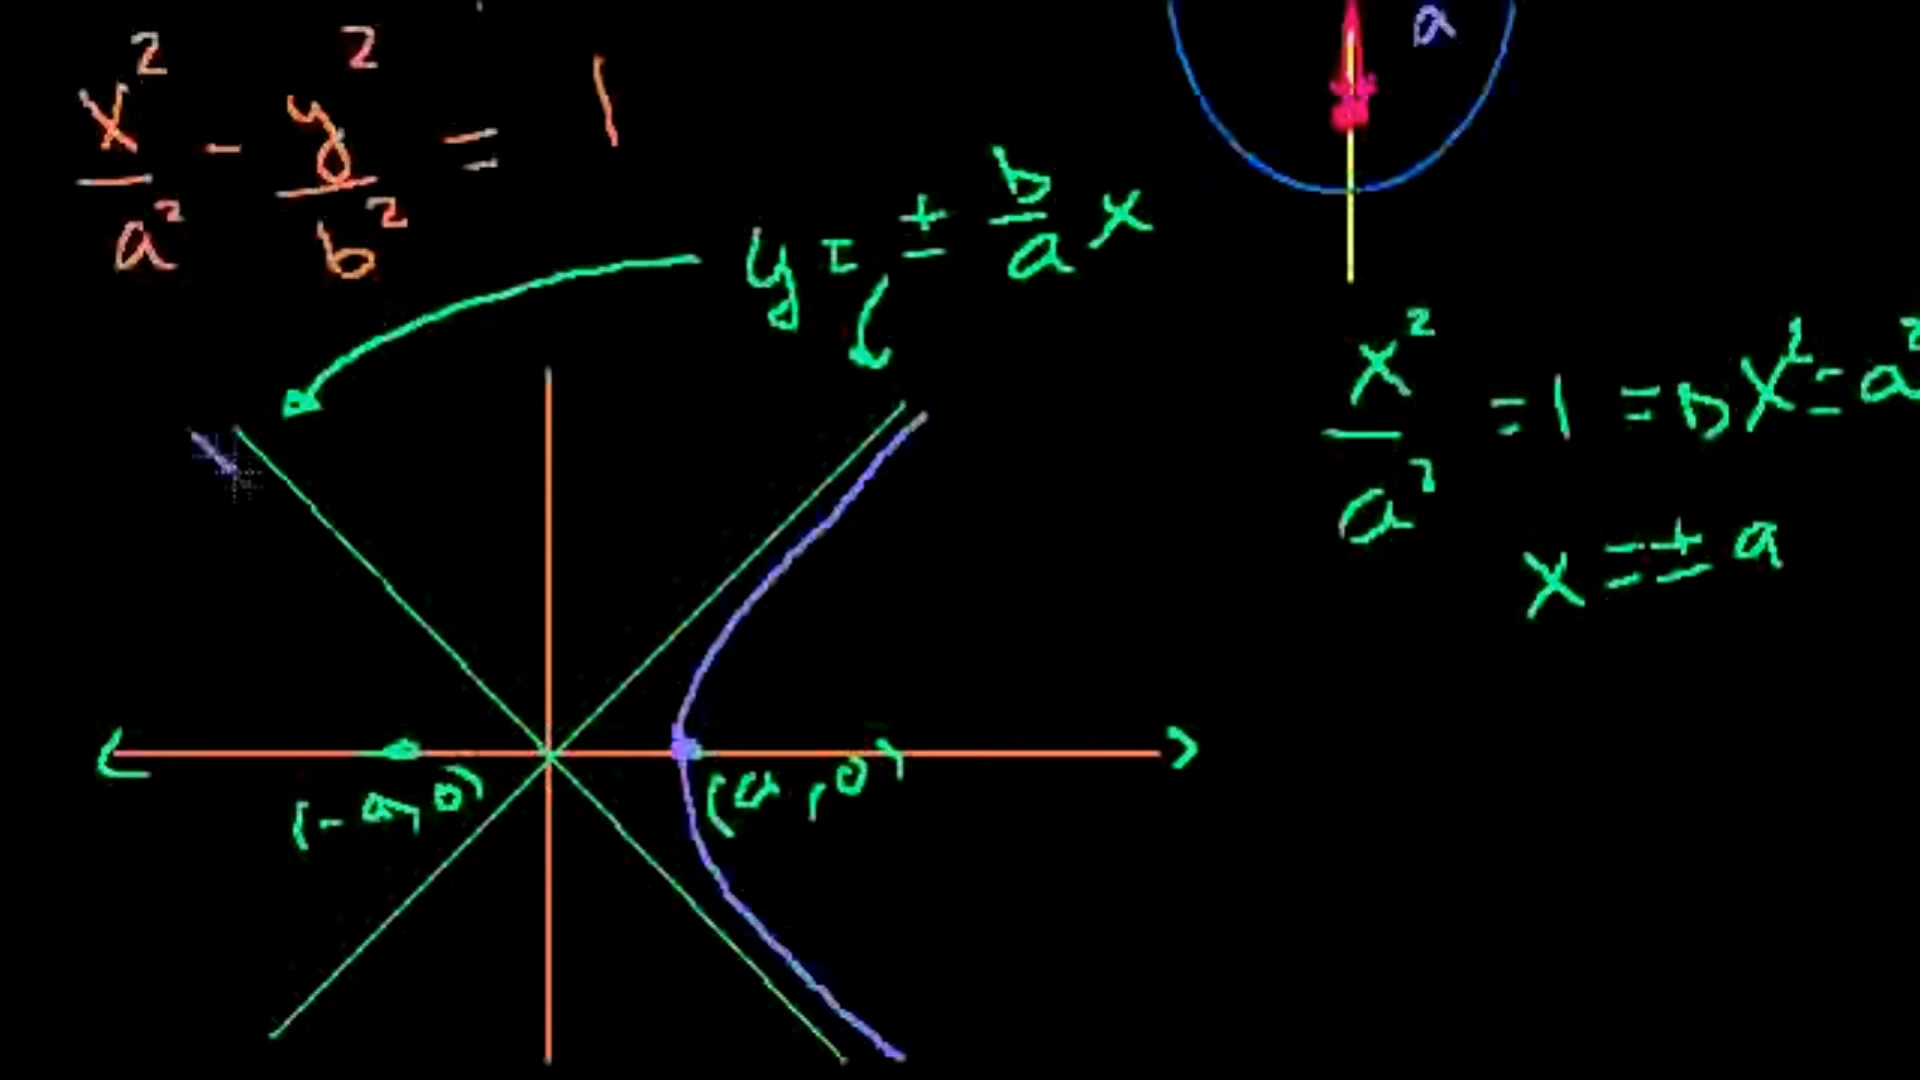 x²/a² - y²/b² = 1
a
y = ± b/a x
x²/a² = 1 => x² = a²
x = ± a
(-a, 0)
(a, 0)